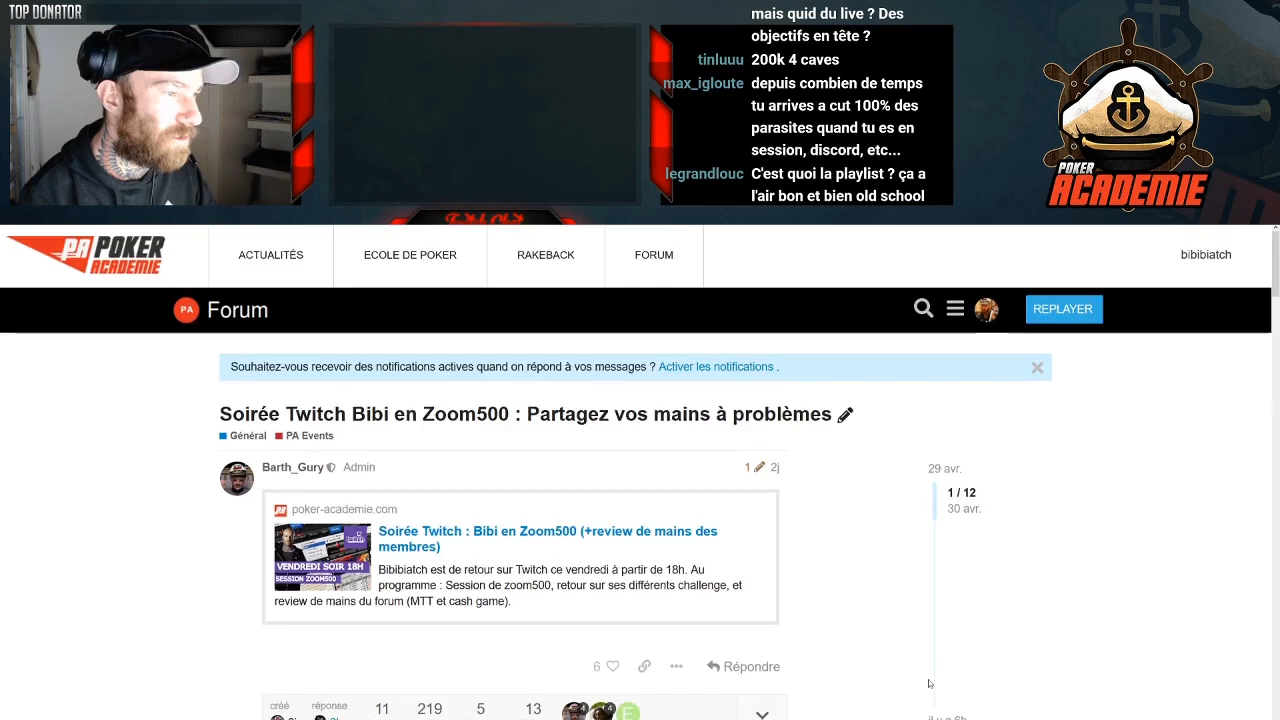 TOP DONATOR
mais quid du live ? Des
objectifs en tête ?
tinluuu 200k 4 caves
max_igloute depuis combien de temps
tu arrives a cut 100% des
parasites quand tu es en
session, discord, etc...
legrandlouc C'est quoi la playlist ? ça a
l'air bon et bien old school
POKER
ACADEMIE
PA POKER
ACADEMIE
ACTUALITÉS
ECOLE DE POKER
RAKEBACK
FORUM
bibibiatch
PA
Forum
REPLAYER
Souhaitez-vous recevoir des notifications actives quand on répond à vos messages ? Activer les notifications .
Soirée Twitch Bibi en Zoom500 : Partagez vos mains à problèmes
Général PA Events
Barth_Gury Admin
1 2j
29 avr.
1 / 12
30 avr.
poker-academie.com
Soirée Twitch : Bibi en Zoom500 (+review de mains des
membres)
VENDREDI SOIR 18H
SESSION ZOOM500
Bibibiatch est de retour sur Twitch ce vendredi à partir de 18h. Au
programme : Session de zoom500, retour sur ses différents challenge, et
review de mains du forum (MTT et cash game).
6
Répondre
créé réponse 11 219 5 13
4 4 E